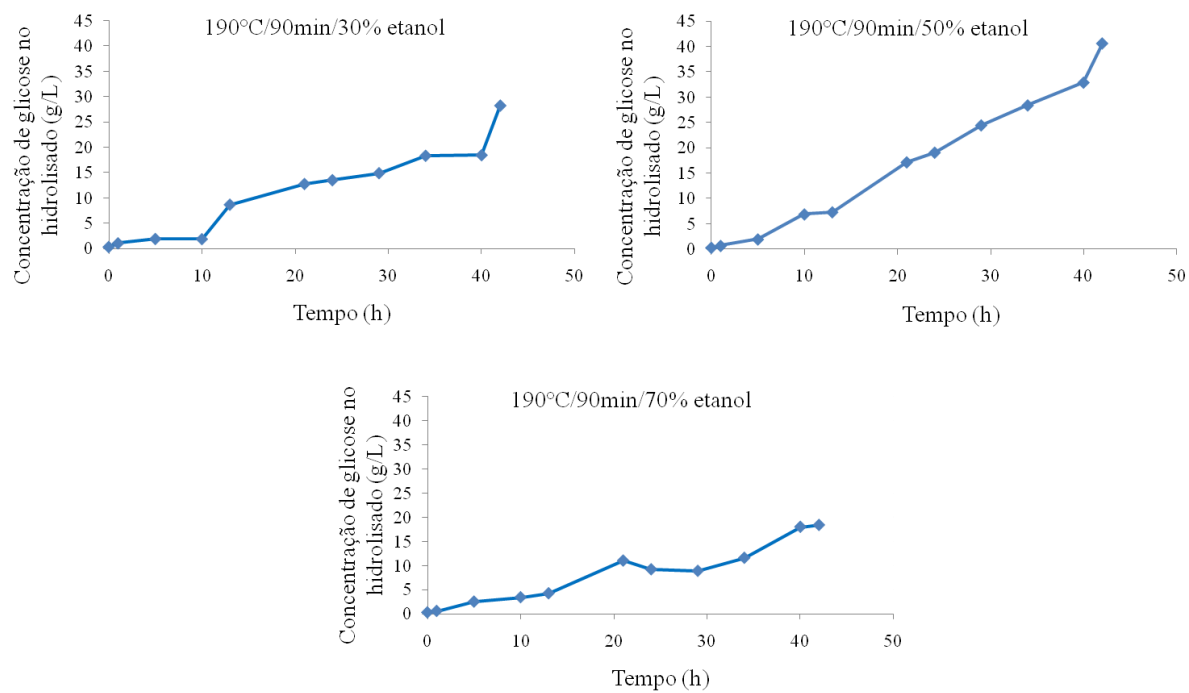 190°C/90min/30% etanol
Concentração de glicose no
hidrolisado (g/L)
45
40
35
30
25
20
15
10
5
0
0 10 20 30 40 50
Tempo (h)
190°C/90min/50% etanol
Concentração de glicose no
hidrolisado (g/L)
45
40
35
30
25
20
15
10
5
0
0 10 20 30 40 50
Tempo (h)
190°C/90min/70% etanol
Concentração de glicose no
hidrolisado (g/L)
45
40
35
30
25
20
15
10
5
0
0 10 20 30 40 50
Tempo (h)